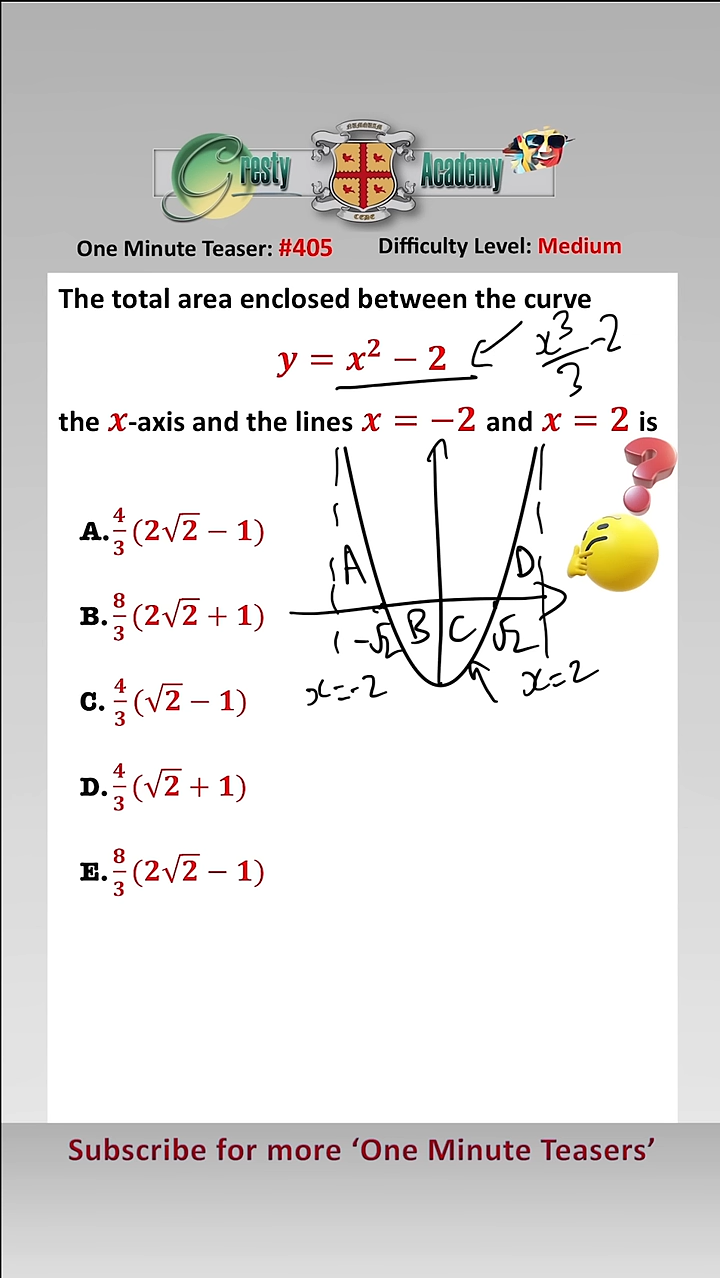 Gresty Academy
NUNQUAM
CEDE
One Minute Teaser: #405 Difficulty Level: Medium
The total area enclosed between the curve
y = x² − 2
x³/3 -2
the x-axis and the lines x = −2 and x = 2 is
A. 4/3 (2√2 − 1)
B. 8/3 (2√2 + 1)
C. 4/3 (√2 − 1)
D. 4/3 (√2 + 1)
E. 8/3 (2√2 − 1)
A D
B C
-√2 √2
x=-2 x=2
Subscribe for more ‘One Minute Teasers’